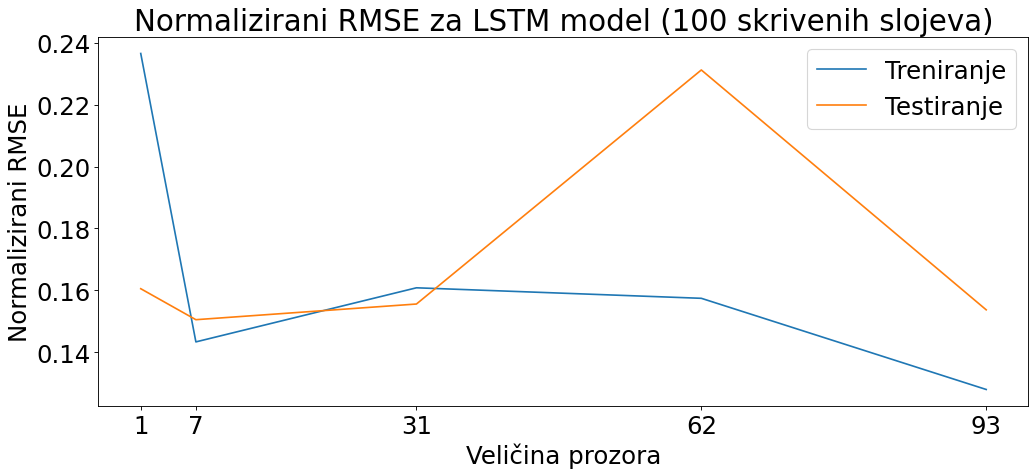 Normalizirani RMSE za LSTM model (100 skrivenih slojeva)
Normalizirani RMSE
0.24
0.22
0.20
0.18
0.16
0.14
Treniranje
Testiranje
1 7 31 62 93
Veličina prozora